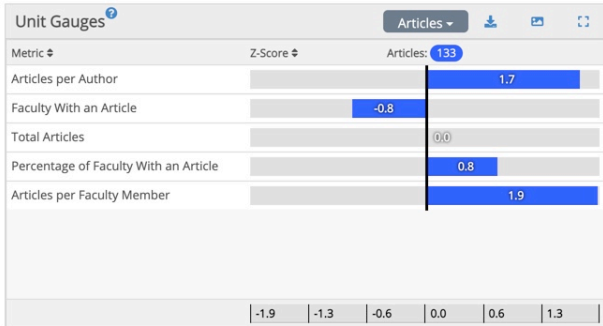 Unit Gauges?
Articles
Metric Z-Score Articles: 133
Articles per Author 1.7
Faculty With an Article -0.8
Total Articles 0.0
Percentage of Faculty With an Article 0.8
Articles per Faculty Member 1.9
-1.9 -1.3 -0.6 0.0 0.6 1.3